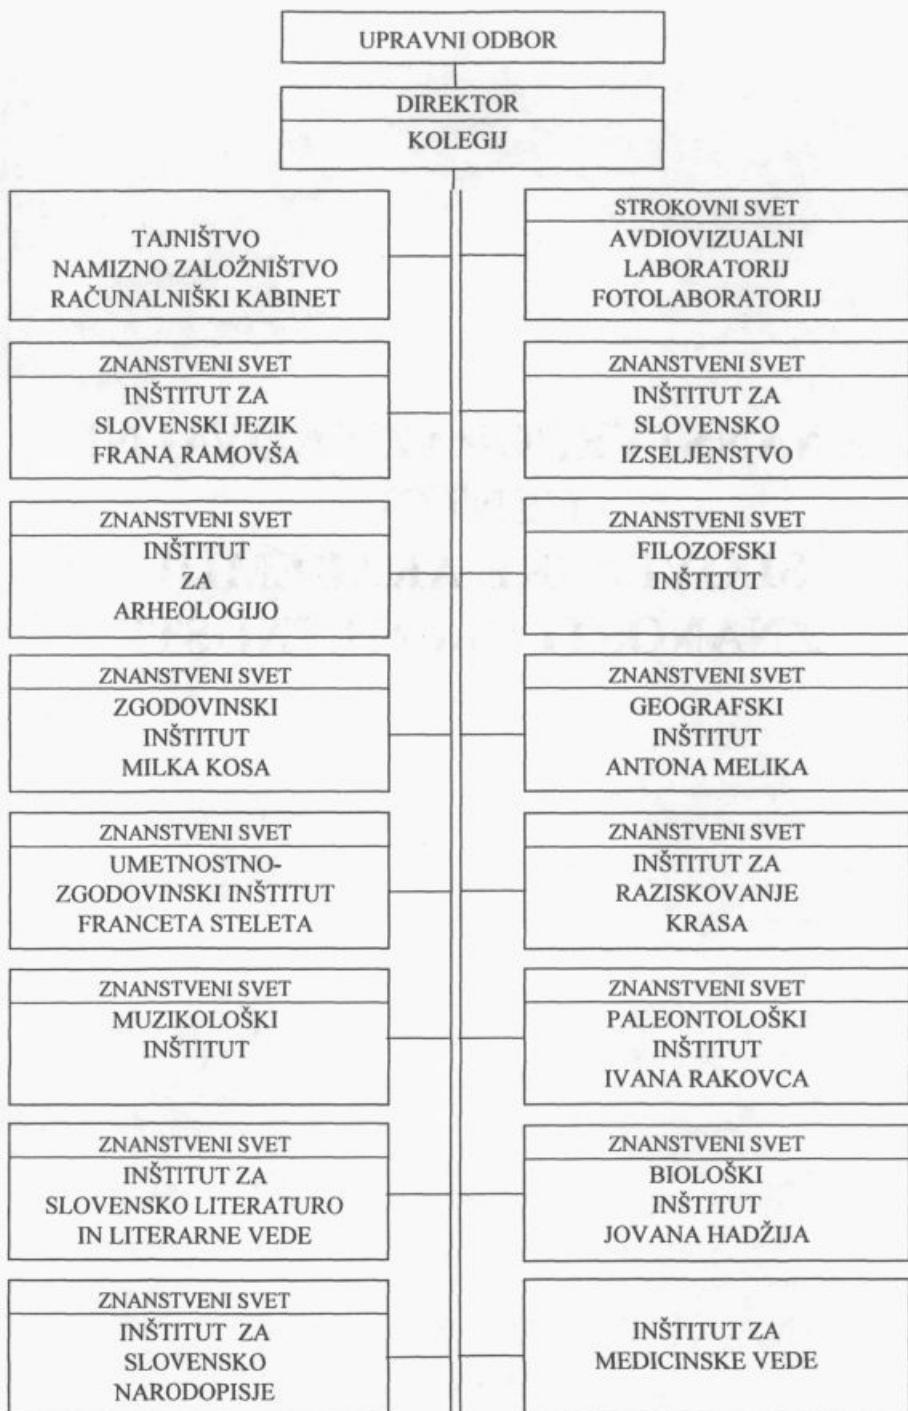 UPRAVNI ODBOR
DIREKTOR
KOLEGIJ
TAJNIŠTVO
NAMIZNO ZALOŽNIŠTVO
RAČUNALNIŠKI KABINET
STROKOVNI SVET
AVDIOVIZUALNI
LABORATORIJ
FOTOLABORATORIJ
ZNANSTVENI SVET
INŠTITUT ZA
SLOVENSKI JEZIK
FRANA RAMOVŠA
ZNANSTVENI SVET
INŠTITUT ZA
SLOVENSKO
IZSELJENSTVO
ZNANSTVENI SVET
INŠTITUT
ZA
ARHEOLOGIJO
ZNANSTVENI SVET
FILOZOFSKI
INŠTITUT
ZNANSTVENI SVET
ZGODOVINSKI
INŠTITUT
MILKA KOSA
ZNANSTVENI SVET
GEOGRAFSKI
INŠTITUT
ANTONA MELIKA
ZNANSTVENI SVET
UMETNOSTNO-
ZGODOVINSKI INŠTITUT
FRANCETA STELETA
ZNANSTVENI SVET
INŠTITUT ZA
RAZISKOVANJE
KRASA
ZNANSTVENI SVET
MUZIKOLOŠKI
INŠTITUT
ZNANSTVENI SVET
PALEONTOLOŠKI
INŠTITUT
IVANA RAKOVCA
ZNANSTVENI SVET
INŠTITUT ZA
SLOVENSKO LITERATURO
IN LITERARNE VEDE
ZNANSTVENI SVET
BIOLOŠKI
INŠTITUT
JOVANA HADŽIJA
ZNANSTVENI SVET
INŠTITUT ZA
SLOVENSKO
NARODOPISJE
INŠTITUT ZA
MEDICINSKE VEDE